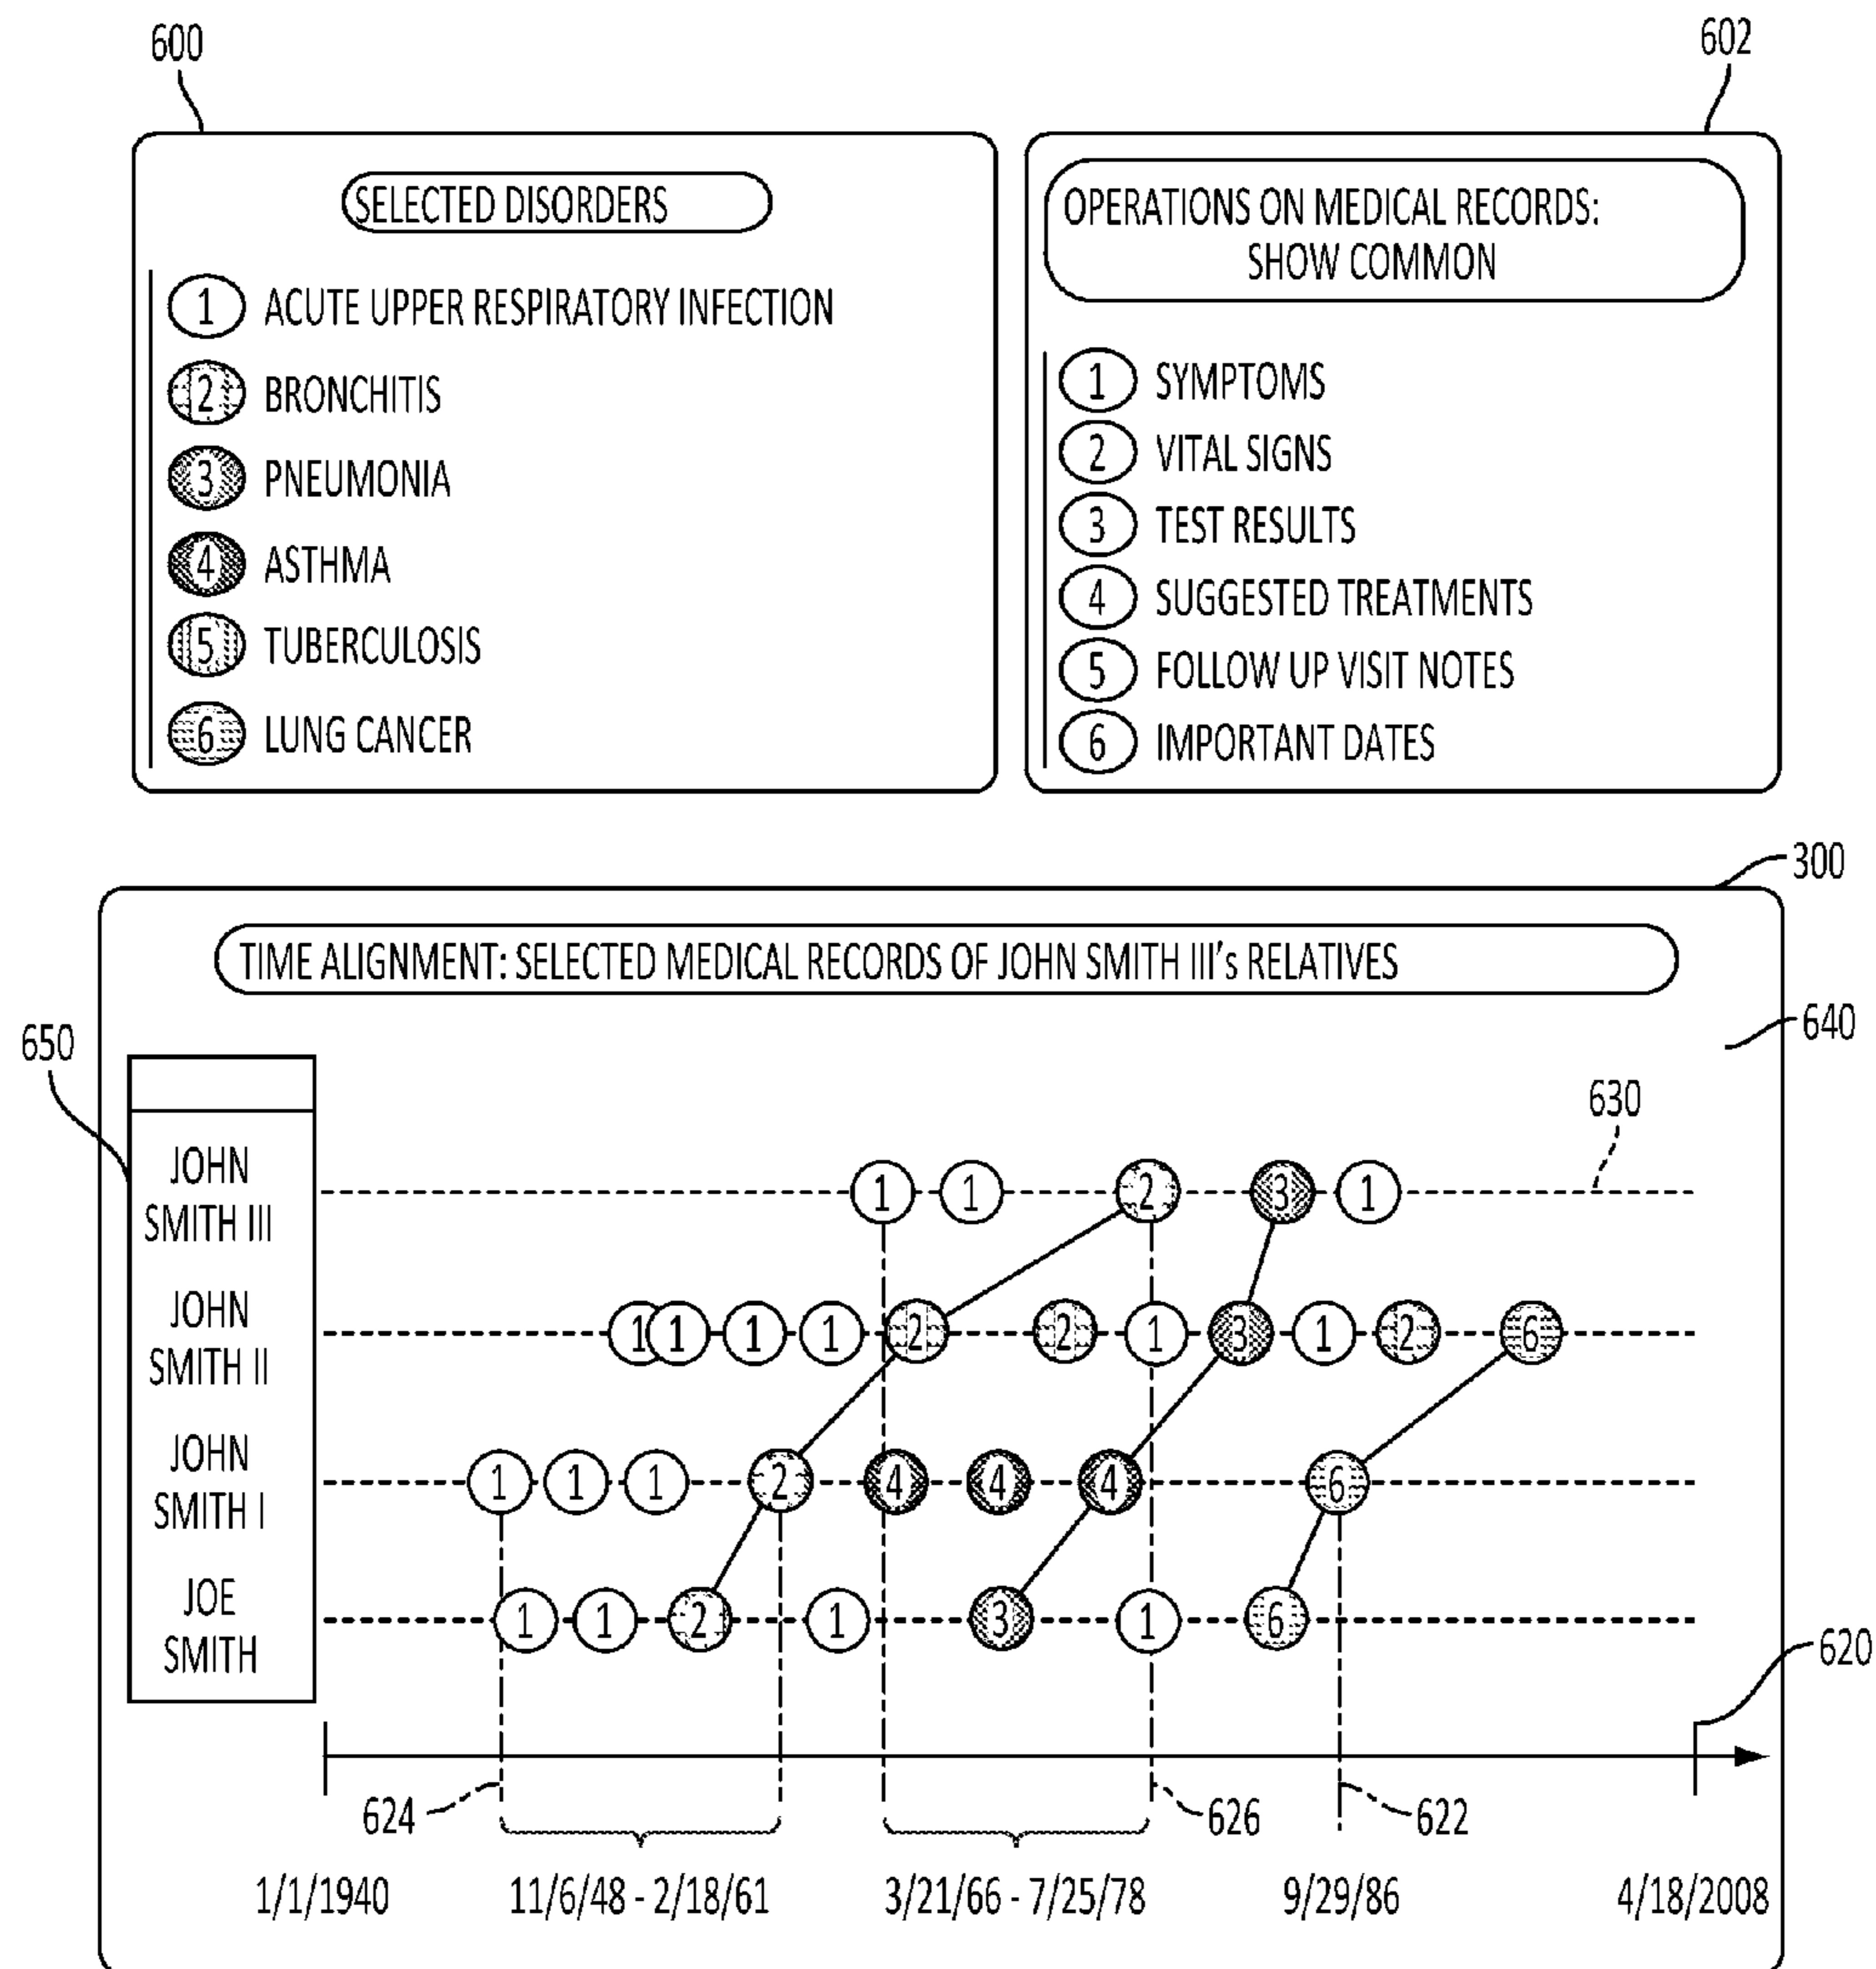 600
602
SELECTED DISORDERS
1 ACUTE UPPER RESPIRATORY INFECTION
2 BRONCHITIS
3 PNEUMONIA
4 ASTHMA
5 TUBERCULOSIS
6 LUNG CANCER
OPERATIONS ON MEDICAL RECORDS:
SHOW COMMON
1 SYMPTOMS
2 VITAL SIGNS
3 TEST RESULTS
4 SUGGESTED TREATMENTS
5 FOLLOW UP VISIT NOTES
6 IMPORTANT DATES
300
TIME ALIGNMENT: SELECTED MEDICAL RECORDS OF JOHN SMITH III's RELATIVES
640
650
630
JOHN
SMITH III
1 1 2 3 1
JOHN
SMITH II
1 1 1 1 2 2 1 3 1 2 6
JOHN
SMITH I
1 1 1 2 4 4 4 6
JOE
SMITH
1 1 2 1 3 1 6
620
624
626
622
1/1/1940
11/6/48 - 2/18/61
3/21/66 - 7/25/78
9/29/86
4/18/2008